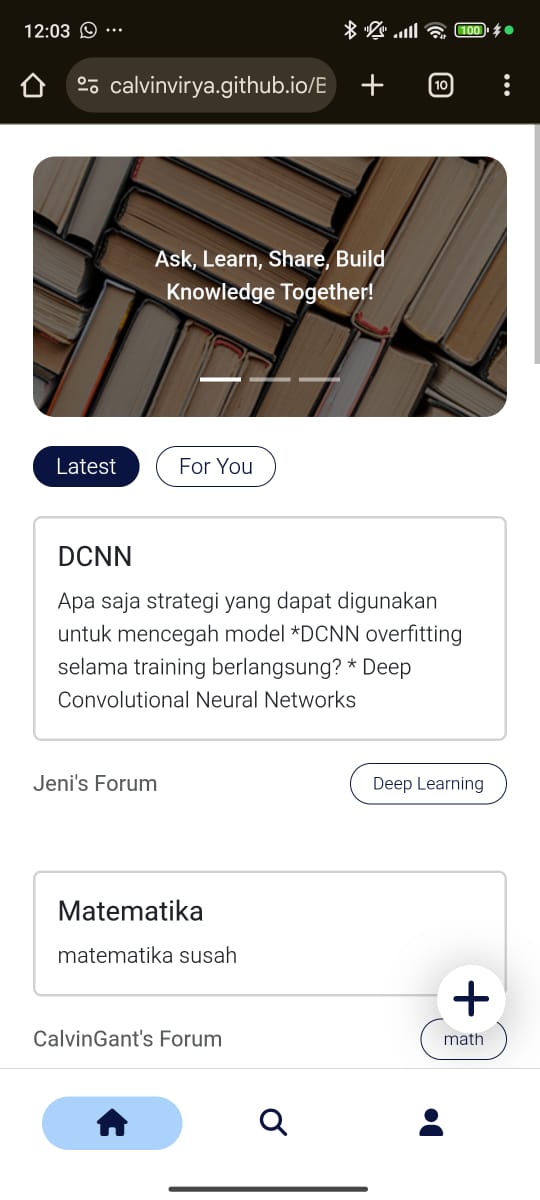 12:03
100
calvinvirya.github.io/E
10
Ask, Learn, Share, Build
Knowledge Together!
Latest
For You
DCNN
Apa saja strategi yang dapat digunakan
untuk mencegah model *DCNN overfitting
selama training berlangsung? * Deep
Convolutional Neural Networks
Jeni's Forum
Deep Learning
Matematika
matematika susah
CalvinGant's Forum
math